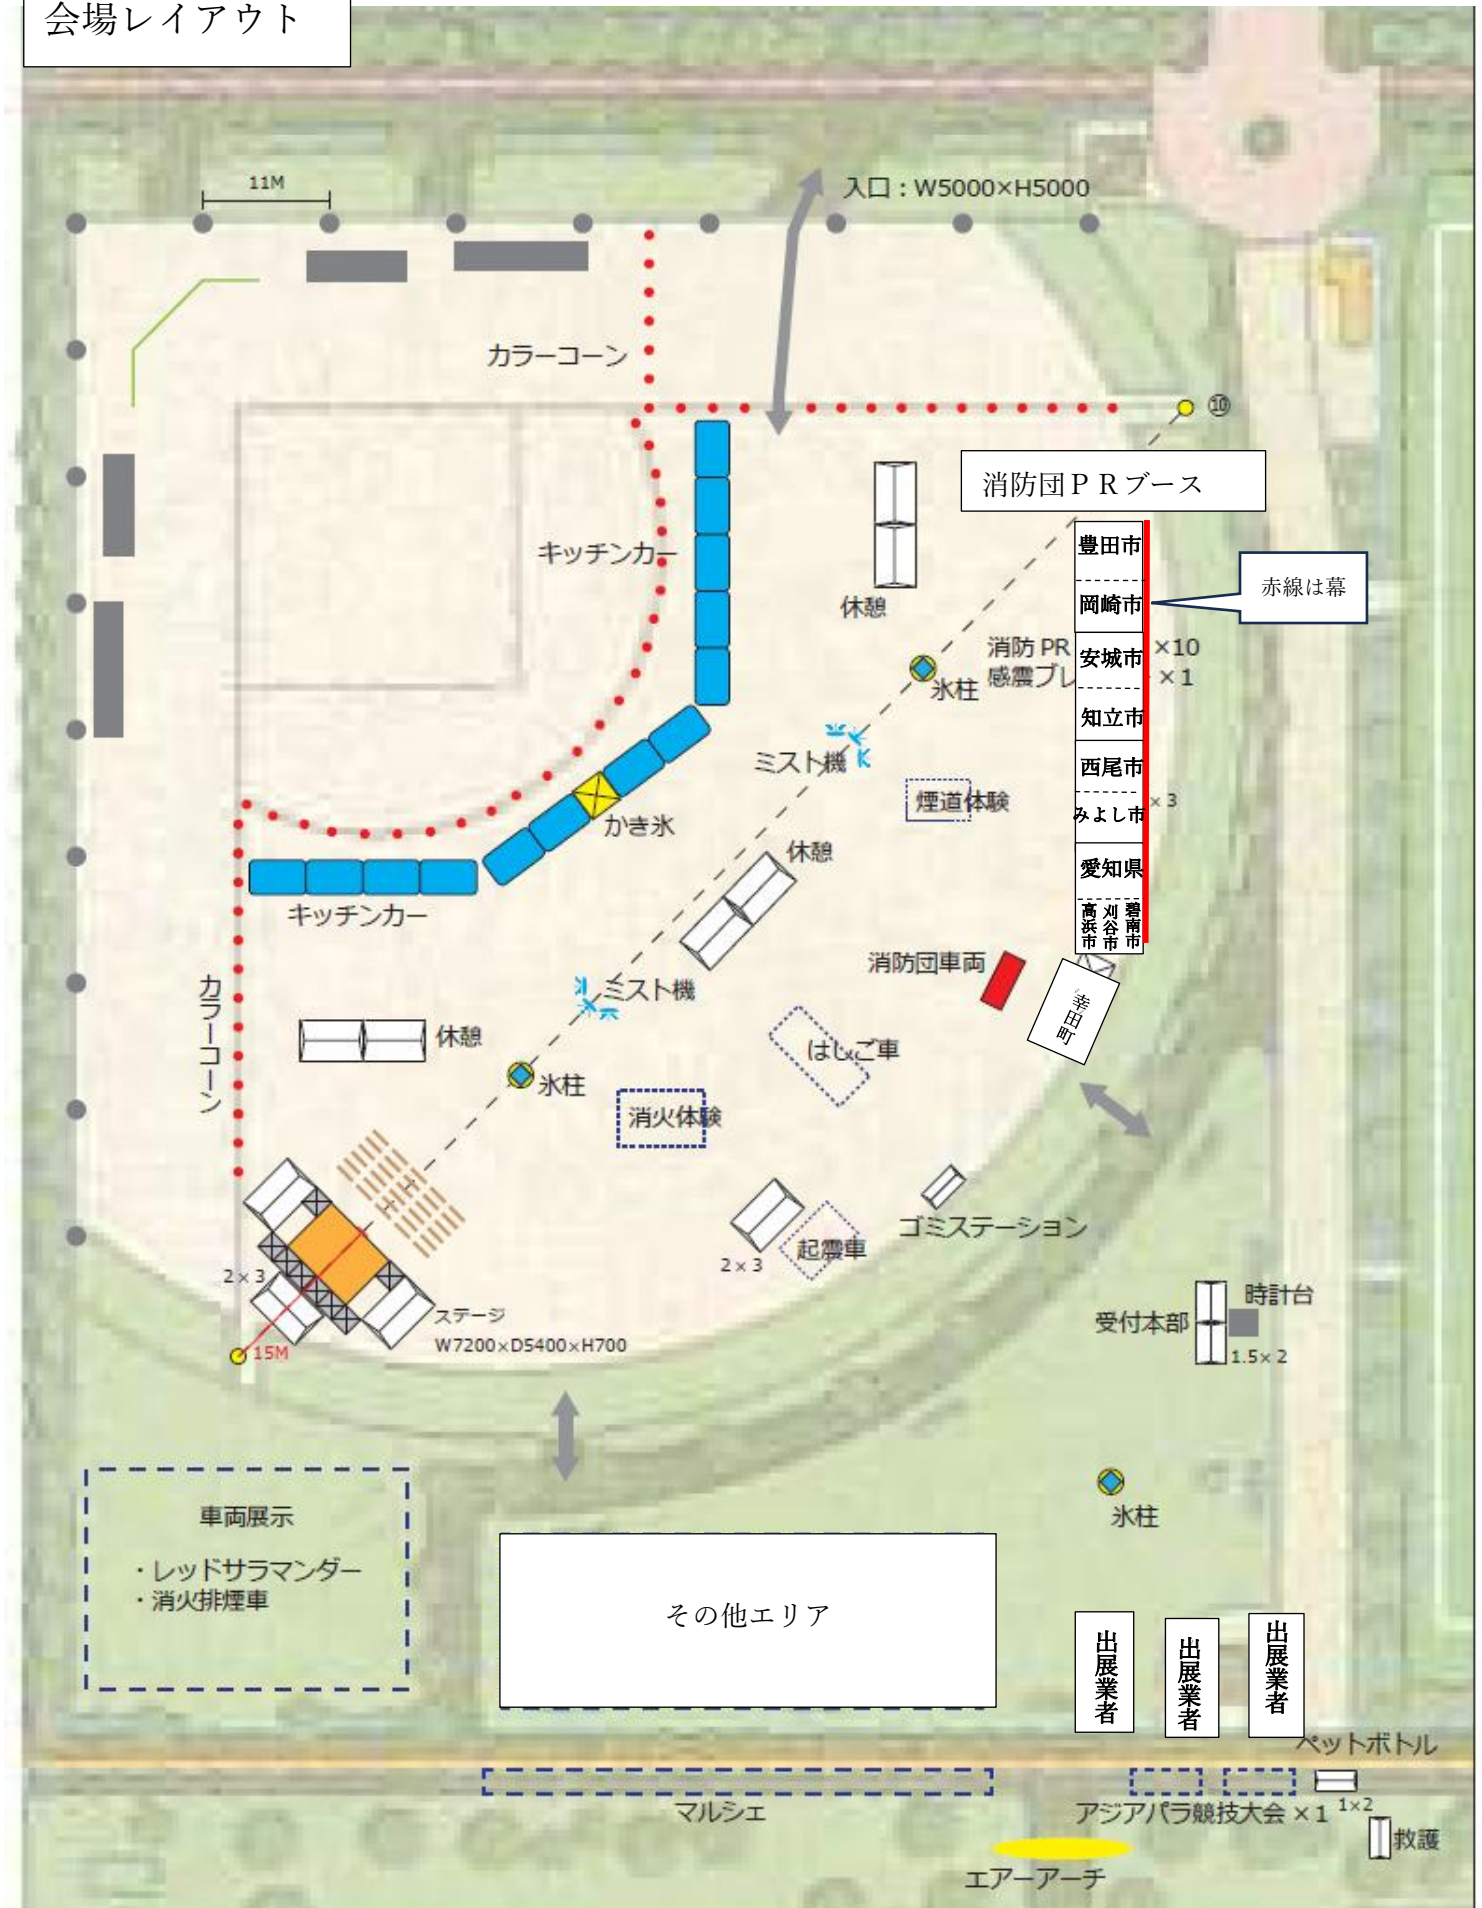 会場レイアウト
11M
入口：W5000×H5000
カラーコーン
⑩
消防団ＰＲブース
豊田市
キッチンカー
赤線は幕
岡崎市
休憩
消防 PR
×10
安城市
感震ブレ
×1
氷柱
知立市
ミスト機
西尾市
煙道体験
× 3
みよし市
かき氷
休憩
愛知県
キッチンカー
高浜市
刈谷市
碧南市
消防団車両
カラーコーン
ミスト機
幸田町
休憩
はしご車
氷柱
消火体験
ゴミステーション
起震車
2× 3
2× 3
ステージ
W7200×D5400×H700
15M
時計台
受付本部
1.5× 2
車両展示
・レッドサラマンダー
・消火排煙車
氷柱
その他エリア
出展業者
出展業者
出展業者
ペットボトル
マルシェ
アジアパラ競技大会 ×1
1×2
救護
エアーアーチ